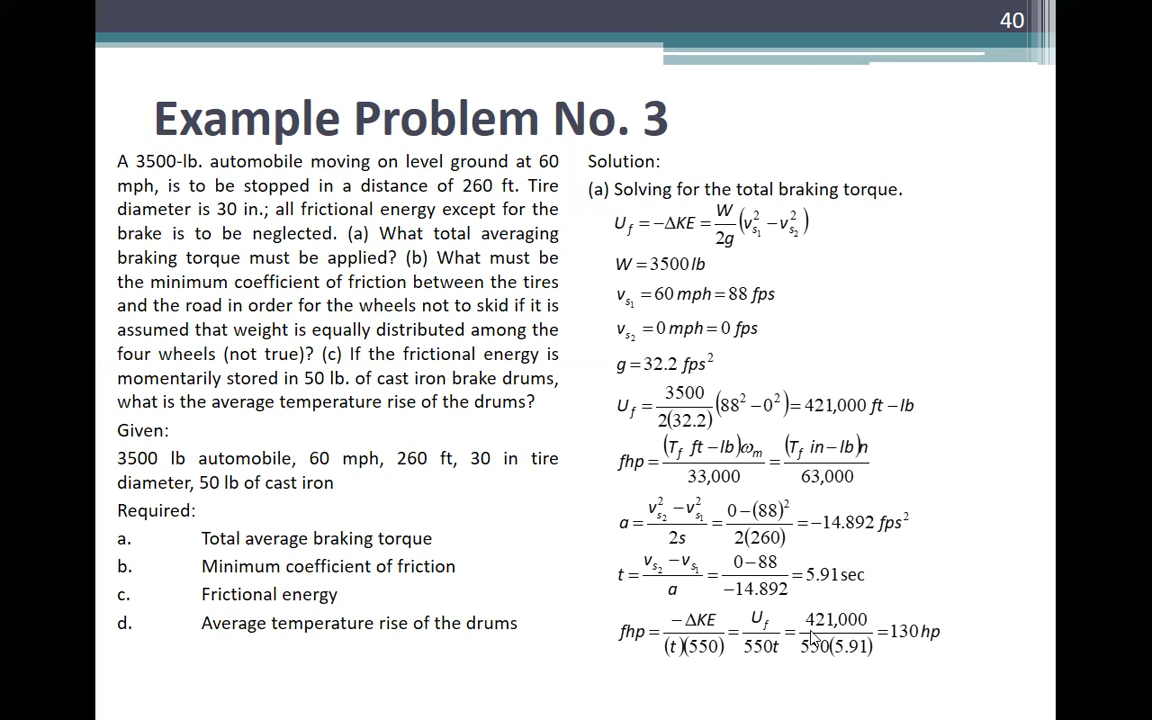 40
Example Problem No. 3
A 3500-lb. automobile moving on level ground at 60
mph, is to be stopped in a distance of 260 ft. Tire
diameter is 30 in.; all frictional energy except for the
brake is to be neglected. (a) What total averaging
braking torque must be applied? (b) What must be
the minimum coefficient of friction between the tires
and the road in order for the wheels not to skid if it is
assumed that weight is equally distributed among the
four wheels (not true)? (c) If the frictional energy is
momentarily stored in 50 lb. of cast iron brake drums,
what is the average temperature rise of the drums?
Given:
3500 lb automobile, 60 mph, 260 ft, 30 in tire
diameter, 50 lb of cast iron
Required:
a. Total average braking torque
b. Minimum coefficient of friction
c. Frictional energy
d. Average temperature rise of the drums
Solution:
(a) Solving for the total braking torque.
U_f = −ΔKE = W/2g (v_s₁² − v_s₂²)
W = 3500 lb
v_s₁ = 60 mph = 88 fps
v_s₂ = 0 mph = 0 fps
g = 32.2 fps²
U_f = 3500/2(32.2) (88² − 0²) = 421,000 ft − lb
fhp = (T_f ft − lb)ω_m/33,000 = (T_f in − lb)n/63,000
a = v_s₂² − v_s₁²/2s = 0 − (88)²/2(260) = −14.892 fps²
t = v_s₂ − v_s₁/a = 0 − 88/−14.892 = 5.91 sec
fhp = − ΔKE/(t)(550) = U_f/550t = 421,000/550(5.91) = 130 hp